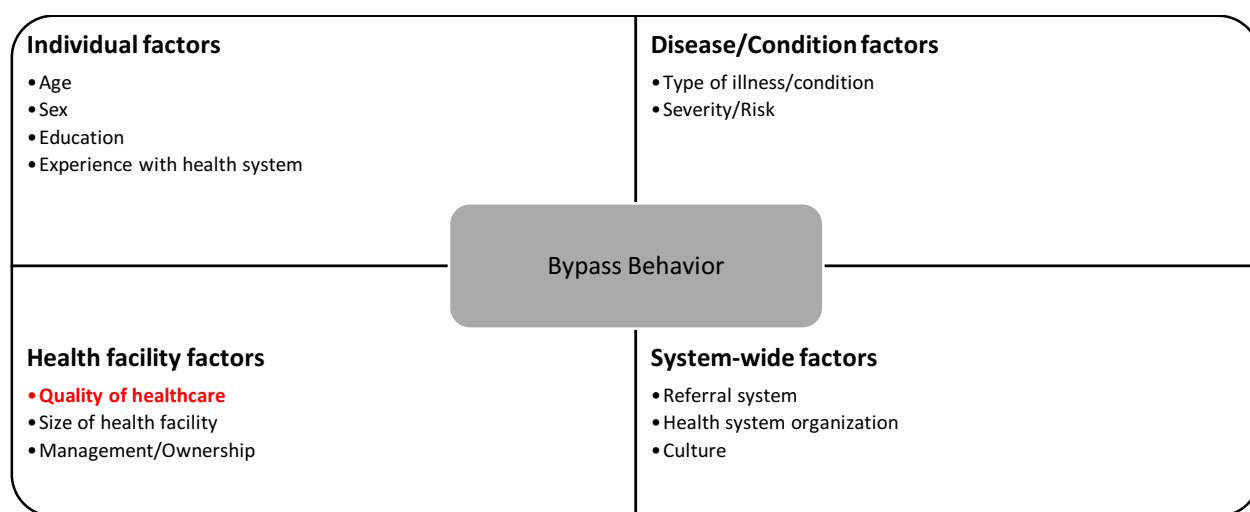 Individual factors
•Age
•Sex
•Education
•Experience with health system
Disease/Condition factors
•Type of illness/condition
•Severity/Risk
Bypass Behavior
Health facility factors
•Quality of healthcare
•Size of health facility
•Management/Ownership
System-wide factors
•Referral system
•Health system organization
•Culture